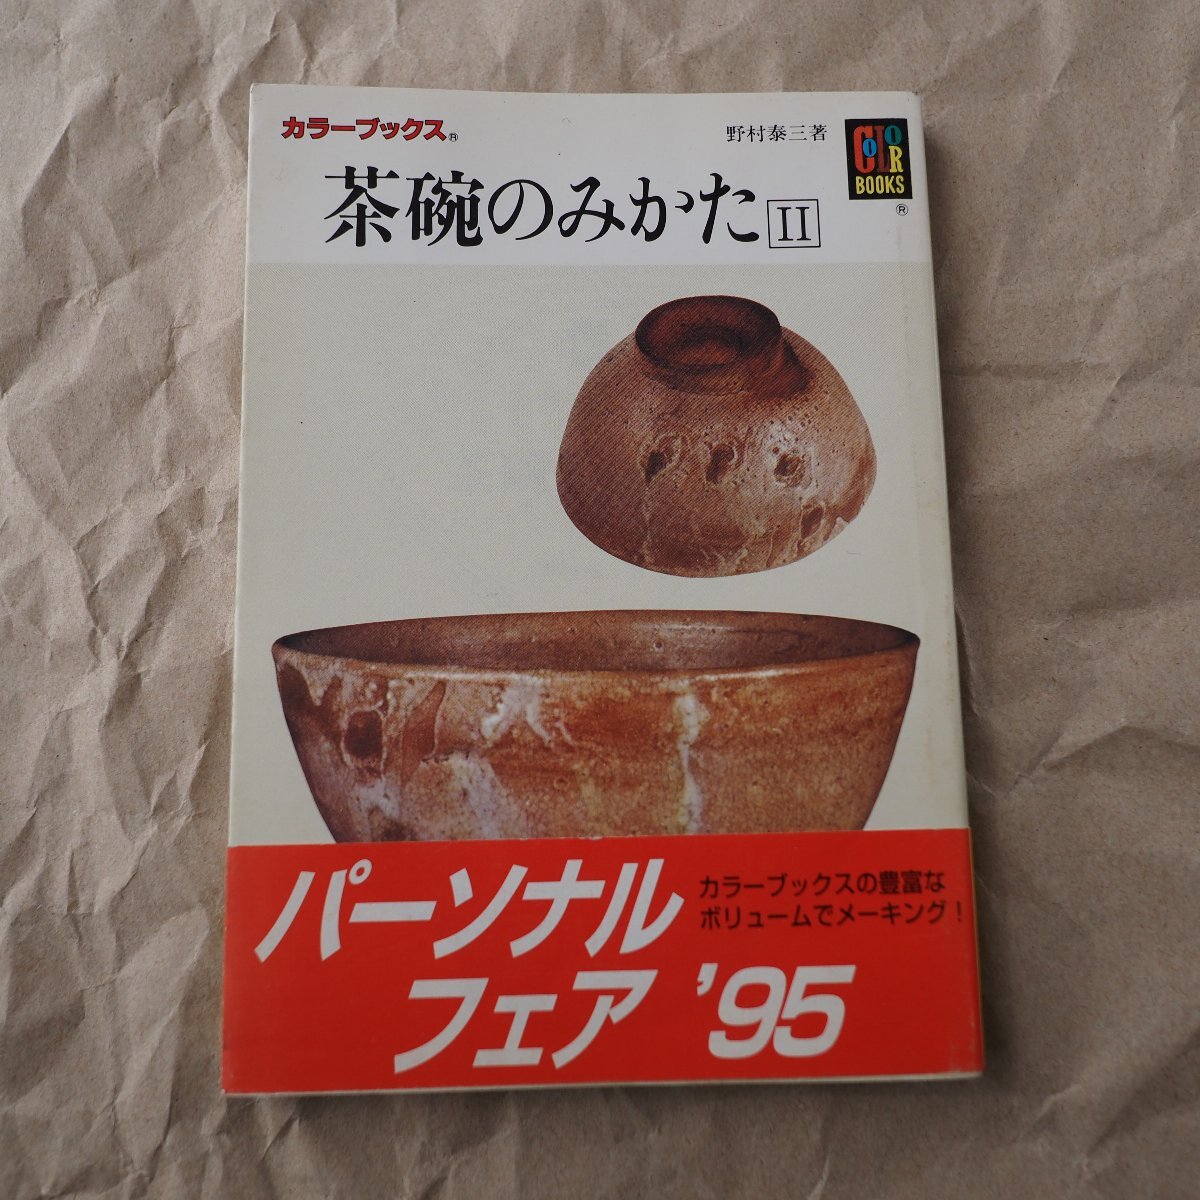 カラーブックス®
野村泰三著
COLOR
BOOKS
®
茶碗のみかたII
パーソナル
フェア '95
カラーブックスの豊富な
ボリュームでメーキング!